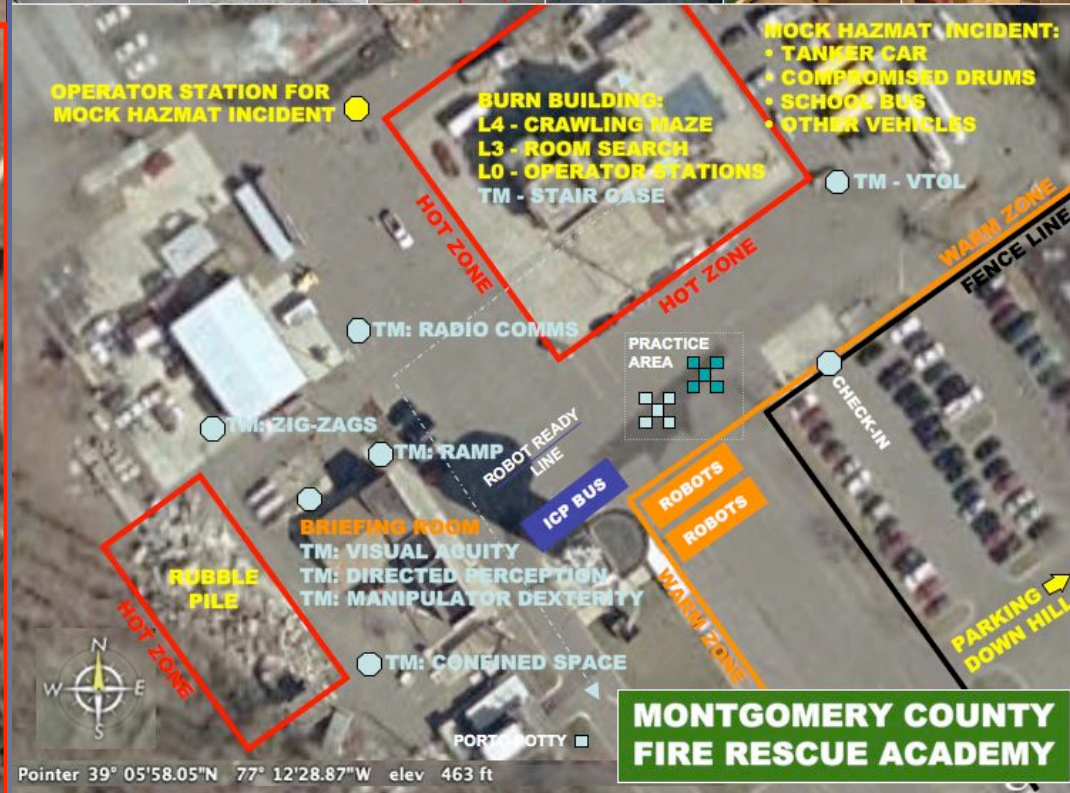 MOCK HAZMAT INCIDENT:
• TANKER CAR
• COMPROMISED DRUMS
• SCHOOL BUS
• OTHER VEHICLES
OPERATOR STATION FOR
MOCK HAZMAT INCIDENT
BURN BUILDING:
L4 - CRAWLING MAZE
L3 - ROOM SEARCH
L0 - OPERATOR STATIONS
TM - STAIR CASE
TM - VTOL
HOT ZONE
HOT ZONE
WARM ZONE
FENCE LINE
TM: RADIO COMMS
PRACTICE
AREA
CHECK-IN
TM: ZIG-ZAGS
TM: RAMP
ROBOT READY
LINE
ICP BUS
ROBOTS
ROBOTS
BRIEFING ROOM
TM: VISUAL ACUITY
TM: DIRECTED PERCEPTION
TM: MANIPULATOR DEXTERITY
RUBBLE
PILE
HOT ZONE
WARM ZONE
PARKING
DOWN HILL
TM: CONFINED SPACE
N
W E
S
PORTO POTTY
MONTGOMERY COUNTY
FIRE RESCUE ACADEMY
Pointer 39° 05'58.05"N 77° 12'28.87"W elev 463 ft